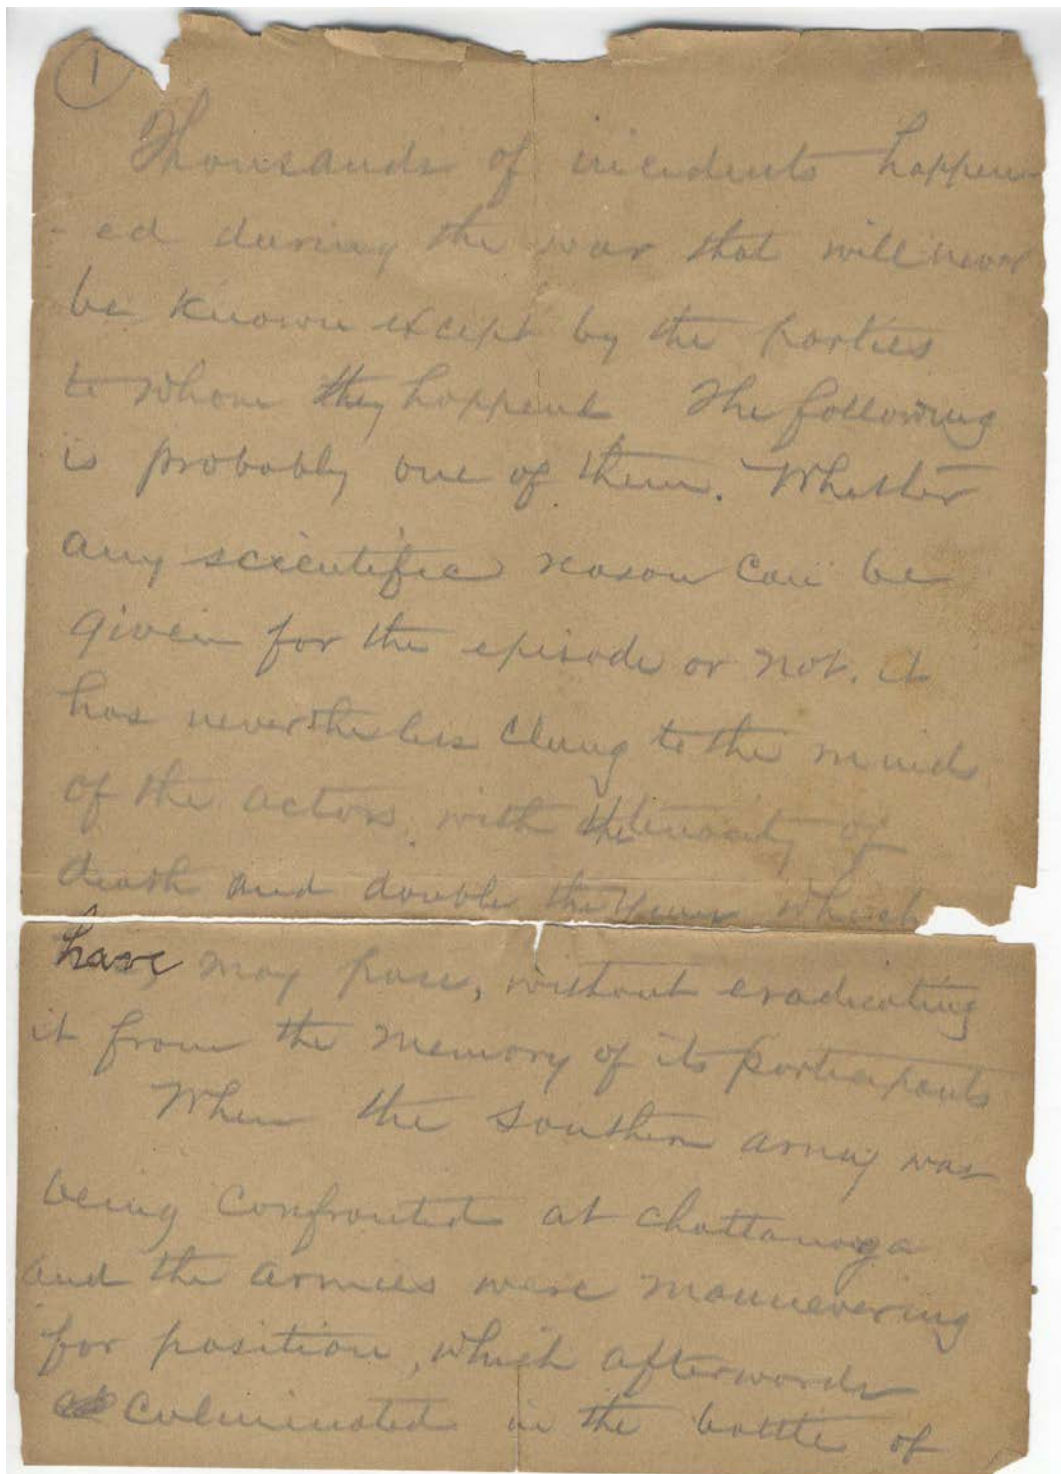 1
Thousands of incidents happen-
-ed during the war that will never
be known except by the parties
to whom they happend The following
is probably one of them. Whether
any scientific reason can be
given for the episode or not. it
has nevertheless clung to the minds
of the actors, with the tenacity of
death and double the years which
have may pass, without eradicating
it from the memory of its participants
When the Southern army was
being confronted at Chattanooga
and the armies were mannevering
for position, which afterwards
culminated in the battle of